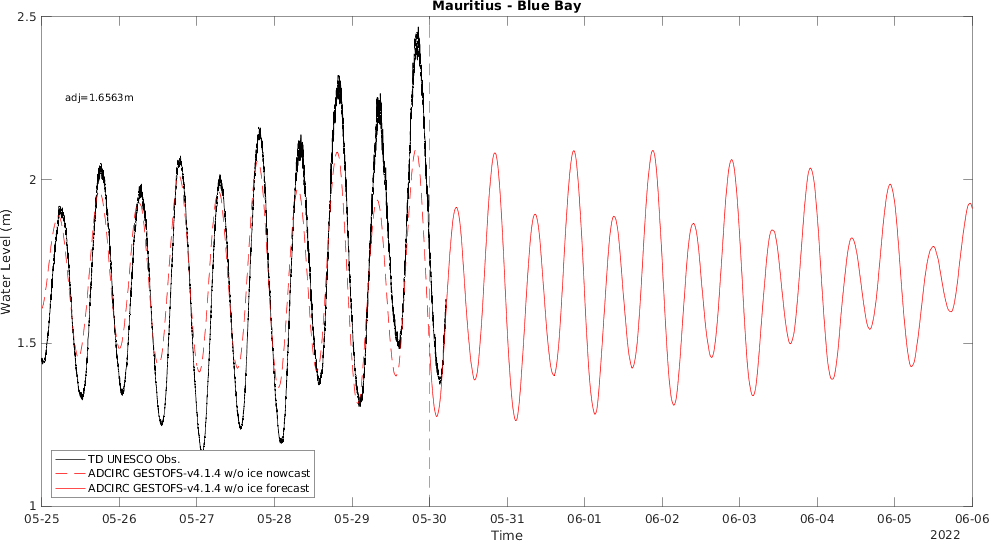 Mauritius - Blue Bay
2.5
adj=1.6563m
2
Water Level (m)
1.5
TD UNESCO Obs.
ADCIRC GESTOFS-v4.1.4 w/o ice nowcast
ADCIRC GESTOFS-v4.1.4 w/o ice forecast
1
05-25 05-26 05-27 05-28 05-29 05-30 05-31 06-01 06-02 06-03 06-04 06-05 06-06
Time
2022